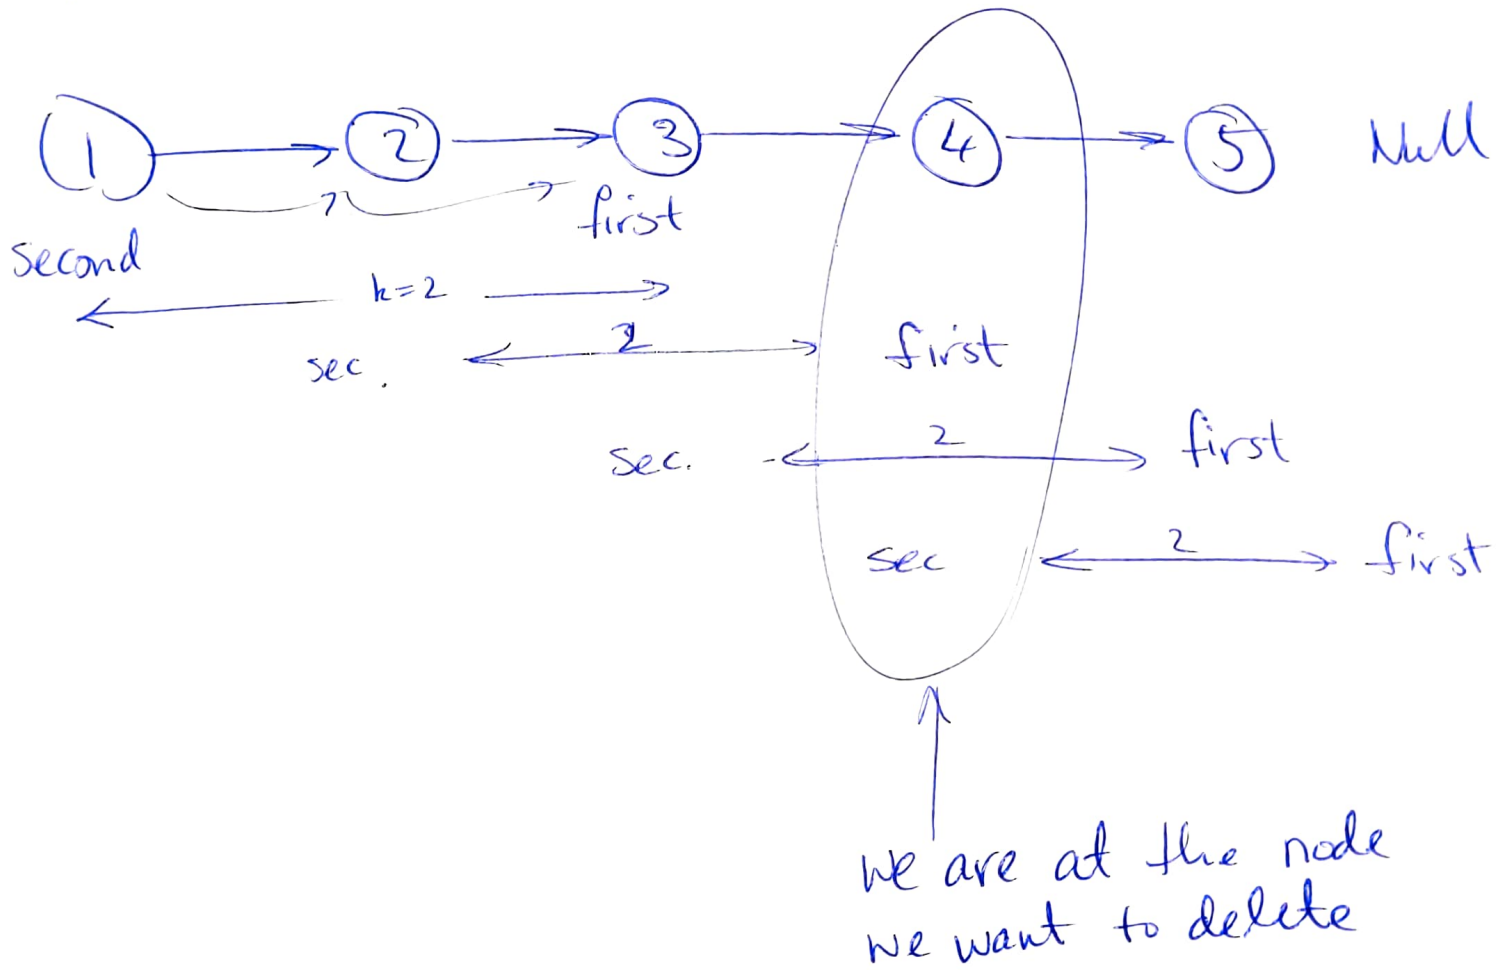 1 2 3 4 5 Null
second first
k=2
sec. 2 first
sec. 2 first
sec 2 first
we are at the node
we want to delete